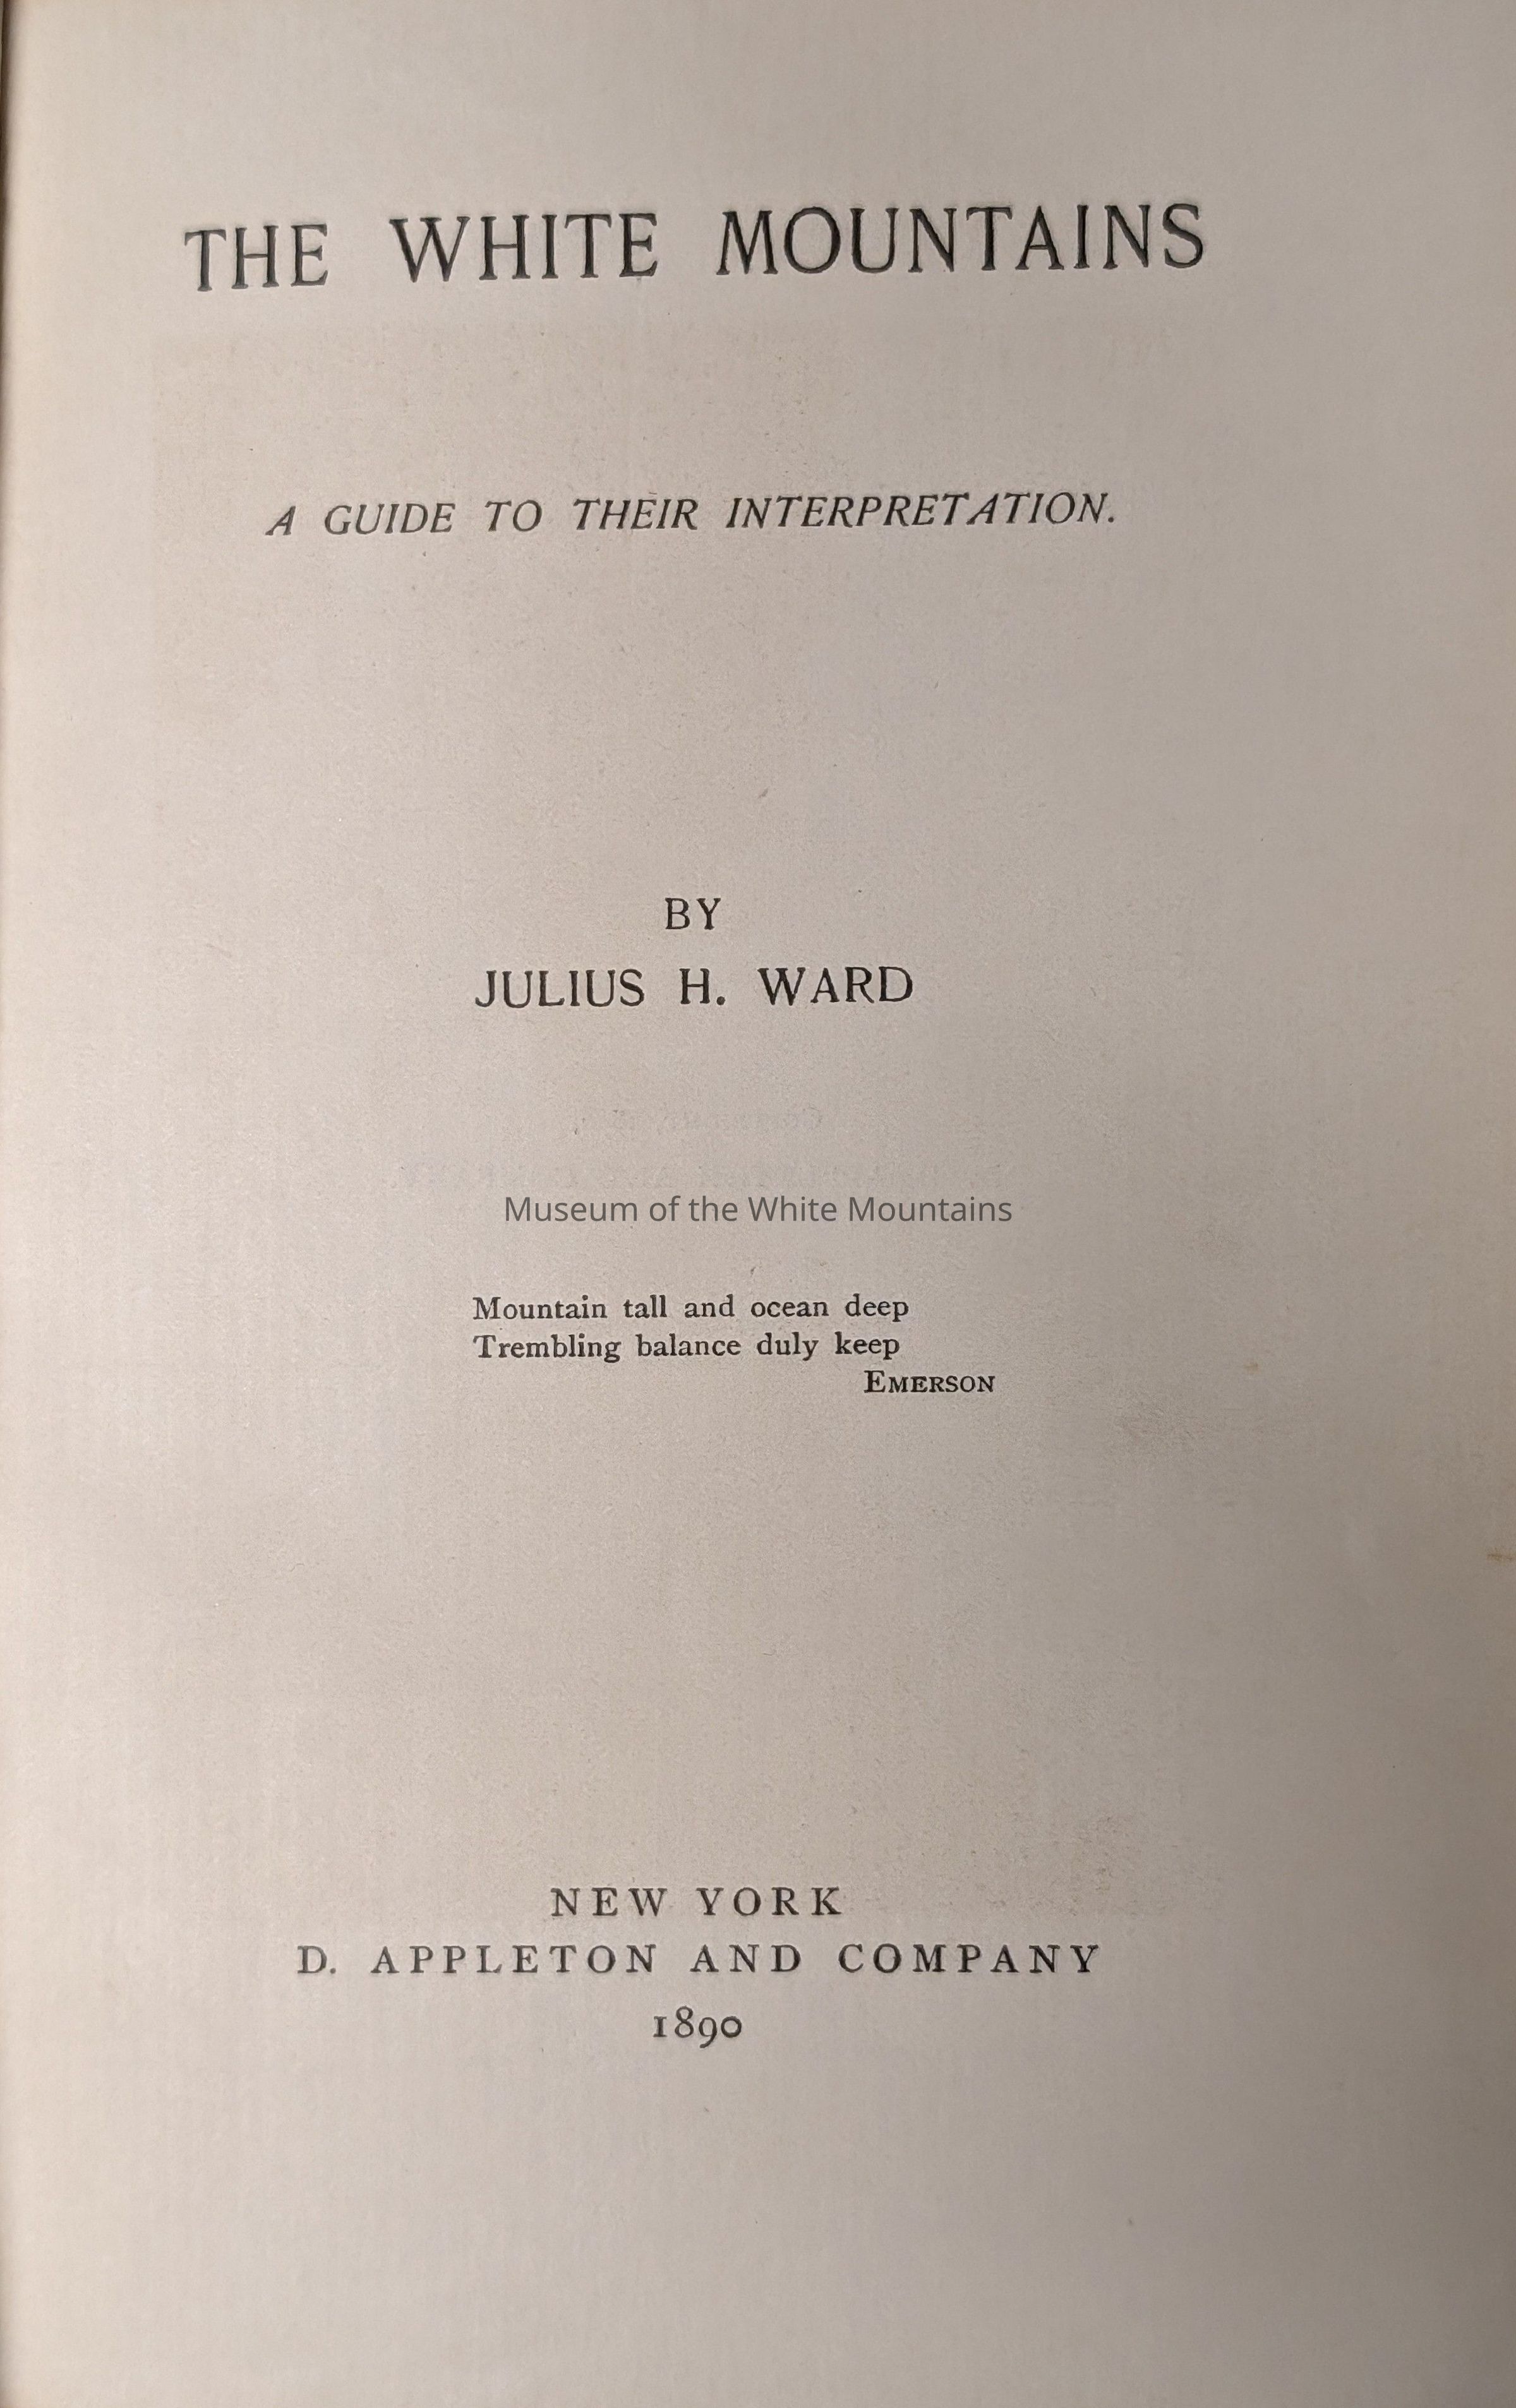 THE WHITE MOUNTAINS
A GUIDE TO THEIR INTERPRETATION.
BY
JULIUS H. WARD
Museum of the White Mountains
Mountain tall and ocean deep
Trembling balance duly keep
EMERSON
NEW YORK
D. APPLETON AND COMPANY
1890